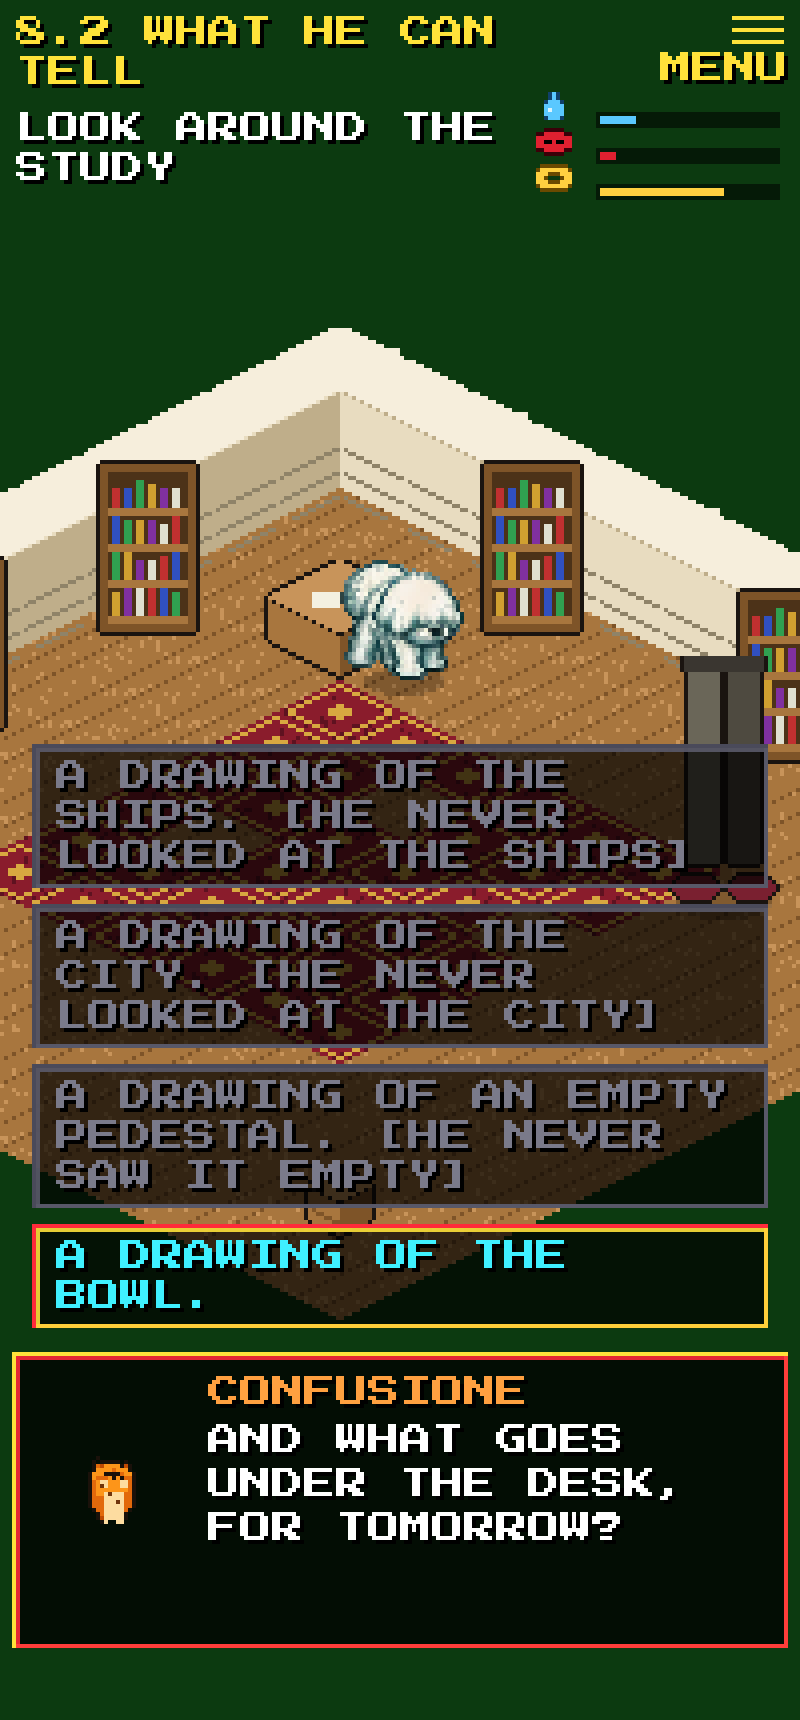 8.2 WHAT HE CAN
TELL
MENU
LOOK AROUND THE
STUDY
A DRAWING OF THE
SHIPS. [HE NEVER
LOOKED AT THE SHIPS]
A DRAWING OF THE
CITY. [HE NEVER
LOOKED AT THE CITY]
A DRAWING OF AN EMPTY
PEDESTAL. [HE NEVER
SAW IT EMPTY]
A DRAWING OF THE
BOWL.
CONFUSIONE
AND WHAT GOES
UNDER THE DESK,
FOR TOMORROW?